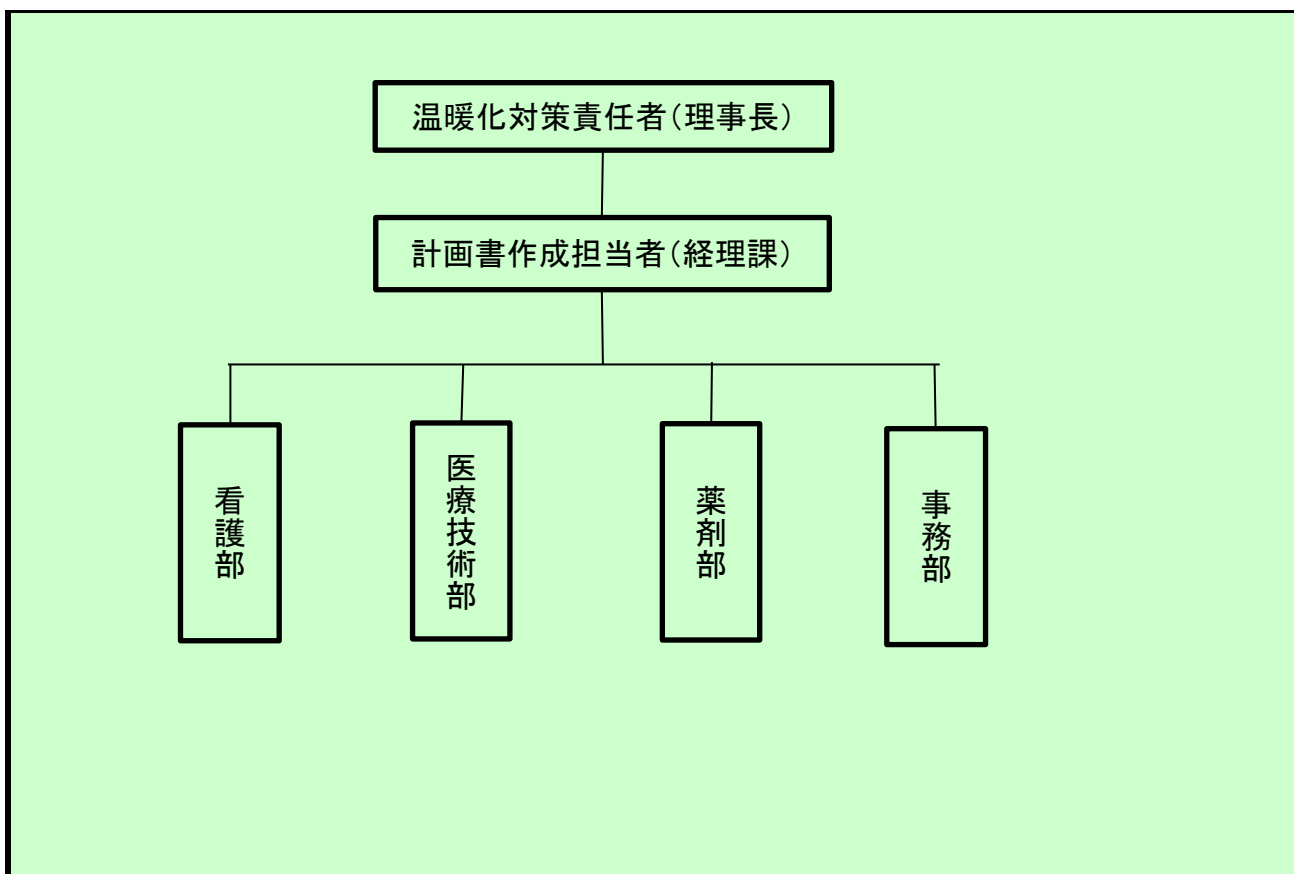 温暖化対策責任者(理事長)
計画書作成担当者(経理課)
看護部
医療技術部
薬剤部
事務部